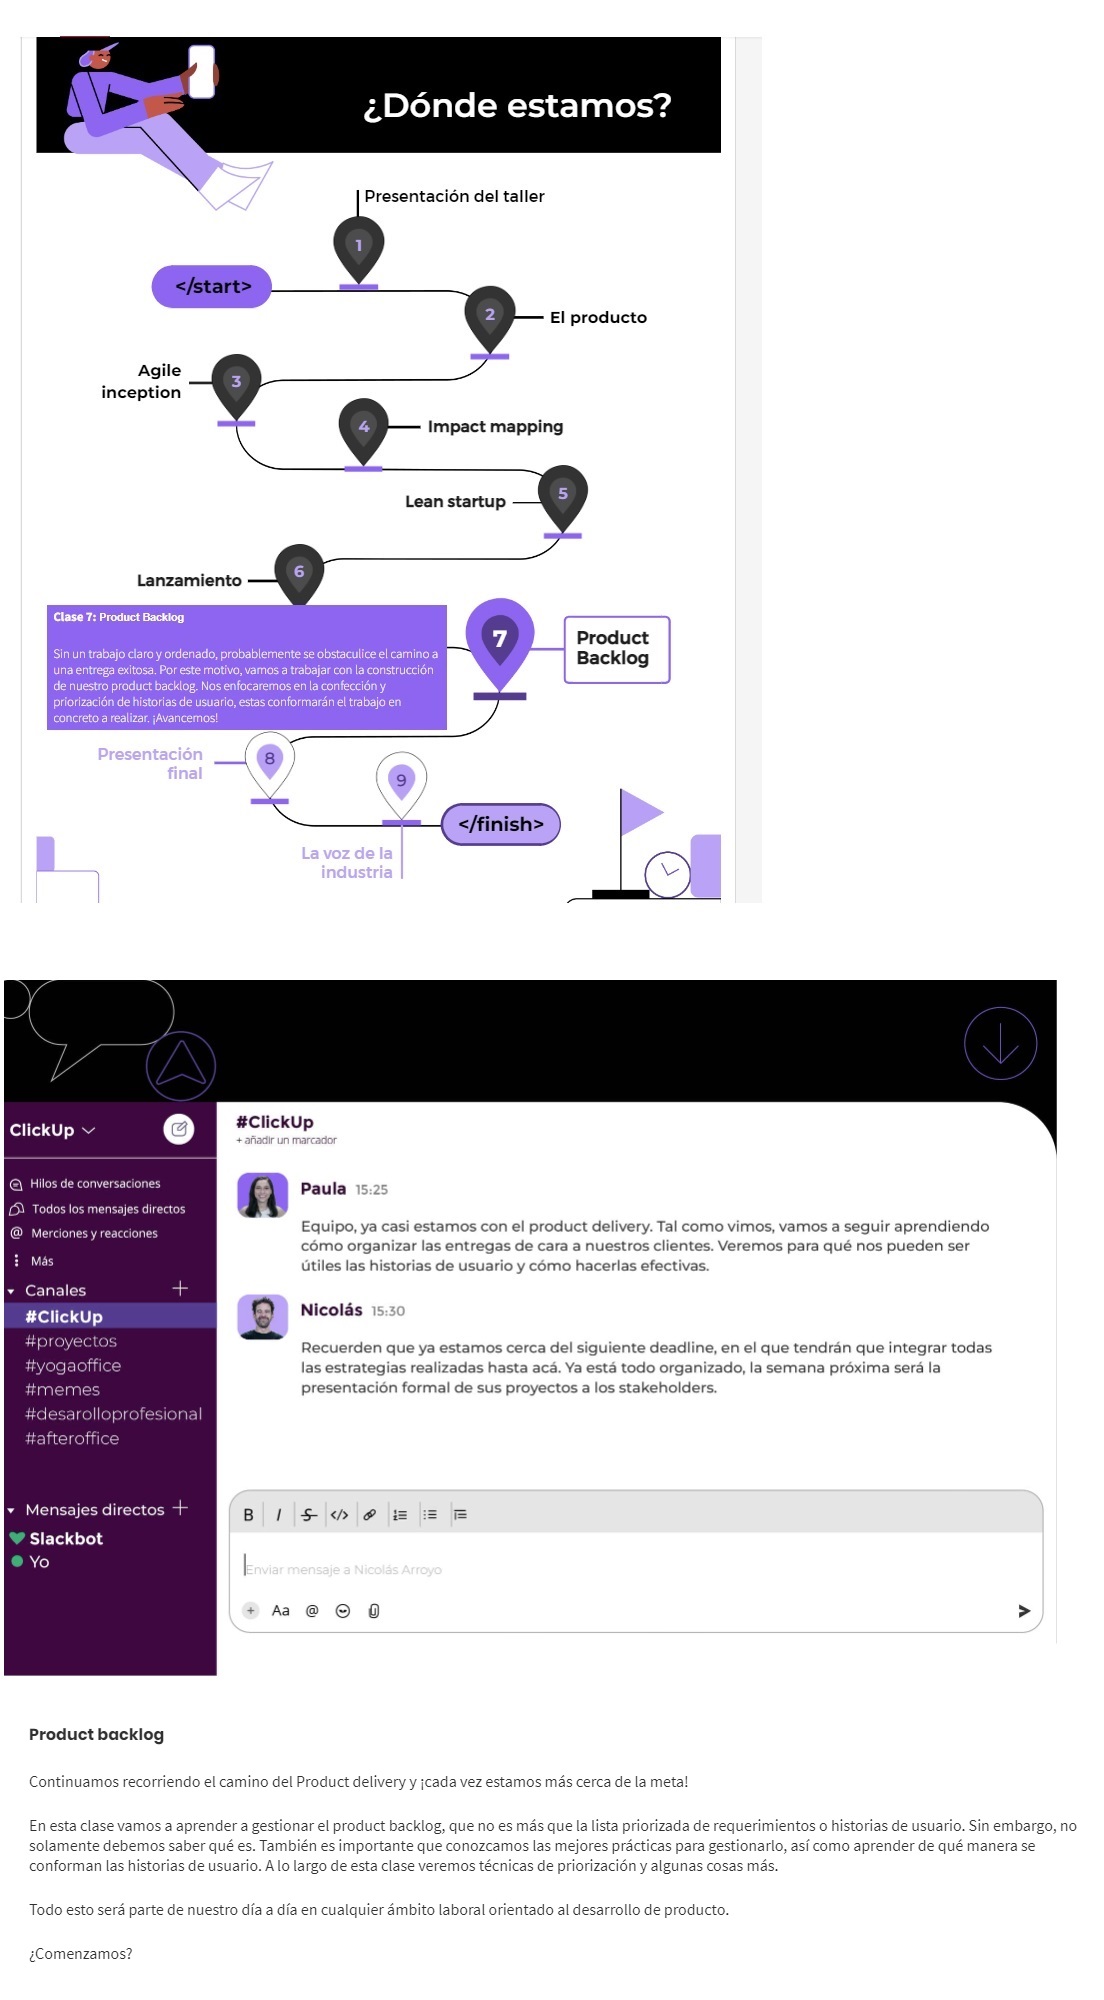 ¿Dónde estamos?
Presentación del taller
1
</start>
2
El producto
Agile
inception
3
4
Impact mapping
Lean startup
5
Lanzamiento
6
Clase 7: Product Backlog
Sin un trabajo claro y ordenado, probablemente se obstaculice el camino a
una entrega exitosa. Por este motivo, vamos a trabajar con la construcción
de nuestro product backlog. Nos enfocaremos en la confección y
priorización de historias de usuario, estas conformarán el trabajo en
concreto a realizar. ¡Avancemos!
7
Product
Backlog
Presentación
final
8
9
</finish>
La voz de la
industria
ClickUp
Hilos de conversaciones
Todos los mensajes directos
@ Merciones y reacciones
Más
Canales +
#ClickUp
#proyectos
#yogaoffice
#memes
#desarolloprofesional
#afteroffice
Mensajes directos +
Slackbot
Yo
#ClickUp
+ añadir un marcador
Paula 15:25
Equipo, ya casi estamos con el product delivery. Tal como vimos, vamos a seguir aprendiendo
cómo organizar las entregas de cara a nuestros clientes. Veremos para qué nos pueden ser
útiles las historias de usuario y cómo hacerlas efectivas.
Nicolás 15:30
Recuerden que ya estamos cerca del siguiente deadline, en el que tendrán que integrar todas
las estrategias realizadas hasta acá. Ya está todo organizado, la semana próxima será la
presentación formal de sus proyectos a los stakeholders.
B I S </>
Enviar mensaje a Nicolás Arroyo
+ Aa @
Product backlog
Continuamos recorriendo el camino del Product delivery y ¡cada vez estamos más cerca de la meta!
En esta clase vamos a aprender a gestionar el product backlog, que no es más que la lista priorizada de requerimientos o historias de usuario. Sin embargo, no
solamente debemos saber qué es. También es importante que conozcamos las mejores prácticas para gestionarlo, así como aprender de qué manera se
conforman las historias de usuario. A lo largo de esta clase veremos técnicas de priorización y algunas cosas más.
Todo esto será parte de nuestro día a día en cualquier ámbito laboral orientado al desarrollo de producto.
¿Comenzamos?